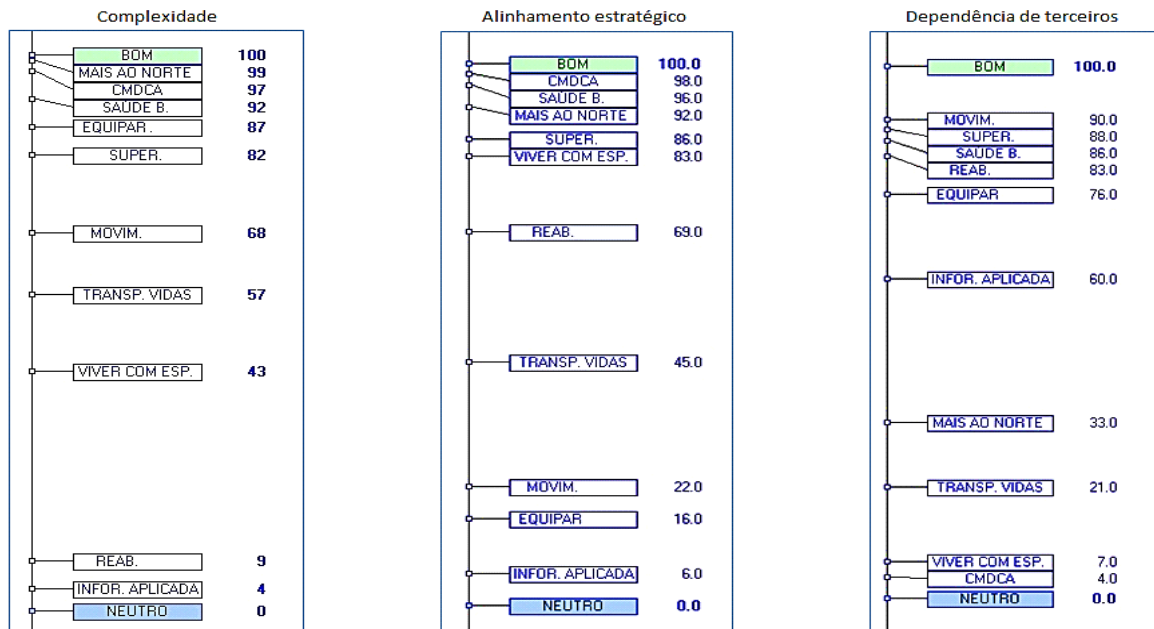 Complexidade
BOM 100
MAIS AO NORTE 99
CMDCA 97
SAÚDE B. 92
EQUIPAR. 87
SUPER. 82
MOVIM. 68
TRANSP. VIDAS 57
VIVER COM ESP. 43
REAB. 9
INFOR. APLICADA 4
NEUTRO 0
Alinhamento estratégico
BOM 100.0
CMDCA 98.0
SAÚDE B. 96.0
MAIS AO NORTE 92.0
SUPER. 86.0
VIVER COM ESP. 83.0
REAB. 69.0
TRANSP. VIDAS 45.0
MOVIM. 22.0
EQUIPAR 16.0
INFOR. APLICADA 6.0
NEUTRO 0.0
Dependência de terceiros
BOM 100.0
MOVIM. 90.0
SUPER. 88.0
SAÚDE B. 86.0
REAB. 83.0
EQUIPAR 76.0
INFOR. APLICADA 60.0
MAIS AO NORTE 33.0
TRANSP. VIDAS 21.0
VIVER COM ESP. 7.0
CMDCA 4.0
NEUTRO 0.0